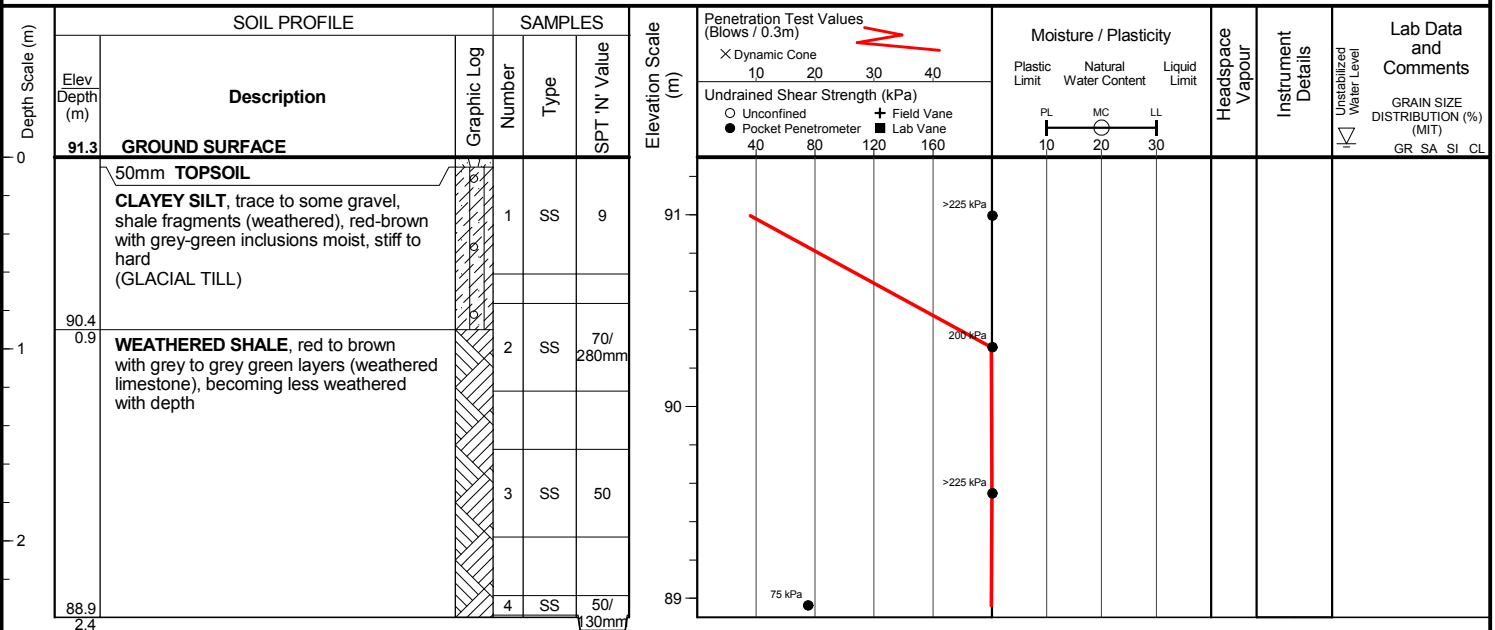 SOIL PROFILE
SAMPLES
Depth Scale (m)
Elev
Depth
(m)
Description
Graphic Log
Number
Type
SPT 'N' Value
Elevation Scale
(m)
Penetration Test Values
(Blows / 0.3m)
× Dynamic Cone
10 20 30 40
Undrained Shear Strength (kPa)
Unconfined
Field Vane
Pocket Penetrometer
Lab Vane
40 80 120 160
Moisture / Plasticity
Plastic
Limit
Natural
Water Content
Liquid
Limit
PL MC LL
10 20 30
Headspace
Vapour
Instrument
Details
Unstabilized
Water Level
Lab Data
and
Comments
GRAIN SIZE
DISTRIBUTION (%)
(MIT)
GR SA SI CL
91.3 GROUND SURFACE
0
50mm TOPSOIL
CLAYEY SILT, trace to some gravel,
shale fragments (weathered), red-brown
with grey-green inclusions moist, stiff to
hard
(GLACIAL TILL)
1 SS 9
91
>225 kPa
90.4
0.9
WEATHERED SHALE, red to brown
with grey to grey green layers (weathered
limestone), becoming less weathered
with depth
1
2 SS 70/
280mm
200 kPa
90
3 SS 50
>225 kPa
2
88.9
2.4
4 SS 50/
130mm
89
75 kPa